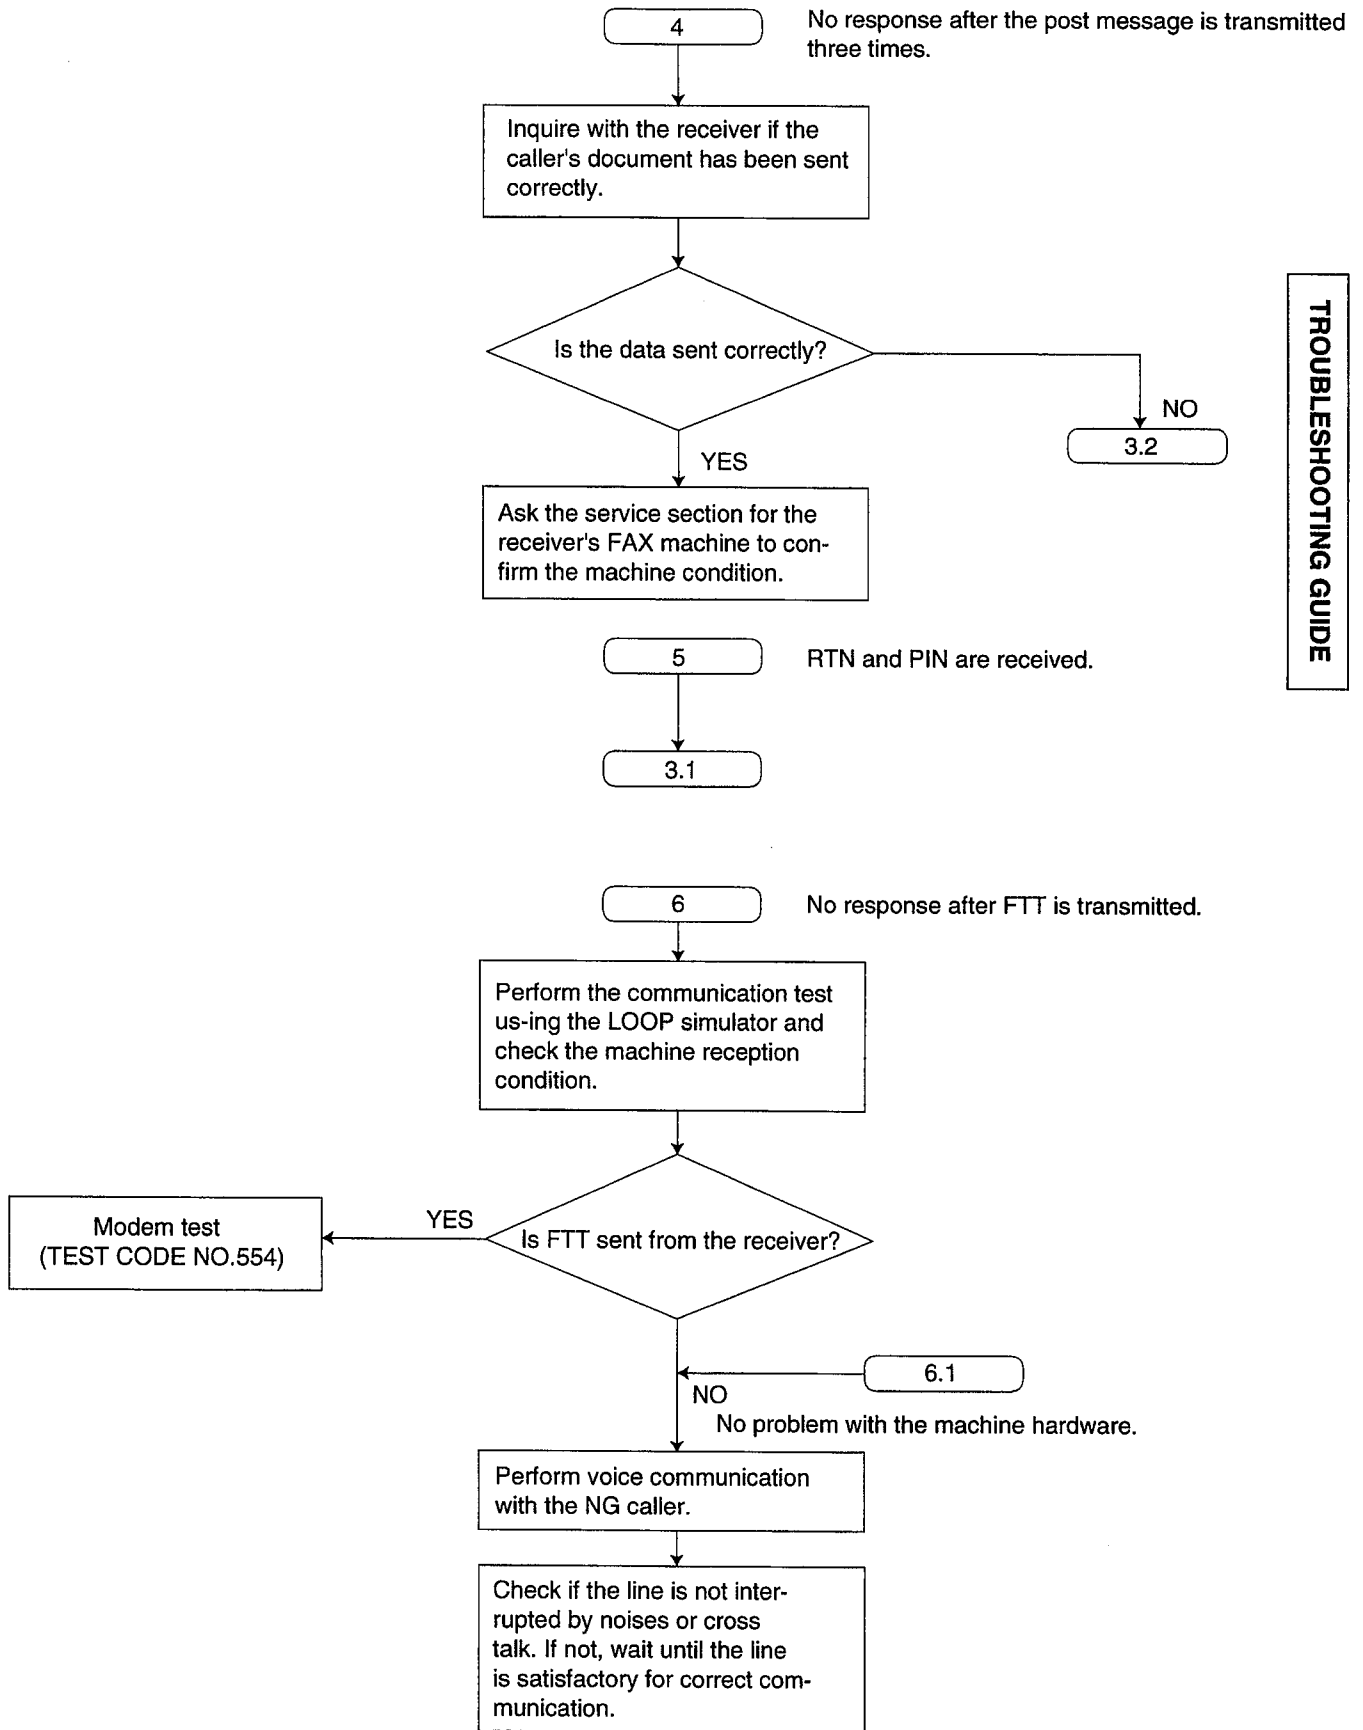 4
No response after the post message is transmitted
three times.
Inquire with the receiver if the
caller's document has been sent
correctly.
Is the data sent correctly?
NO
3.2
YES
Ask the service section for the
receiver's FAX machine to con-
firm the machine condition.
TROUBLESHOOTING GUIDE
5
RTN and PIN are received.
3.1
6
No response after FTT is transmitted.
Perform the communication test
us-ing the LOOP simulator and
check the machine reception
condition.
Is FTT sent from the receiver?
YES
Modem test
(TEST CODE NO.554)
6.1
NO
No problem with the machine hardware.
Perform voice communication
with the NG caller.
Check if the line is not inter-
rupted by noises or cross
talk. If not, wait until the line
is satisfactory for correct com-
munication.